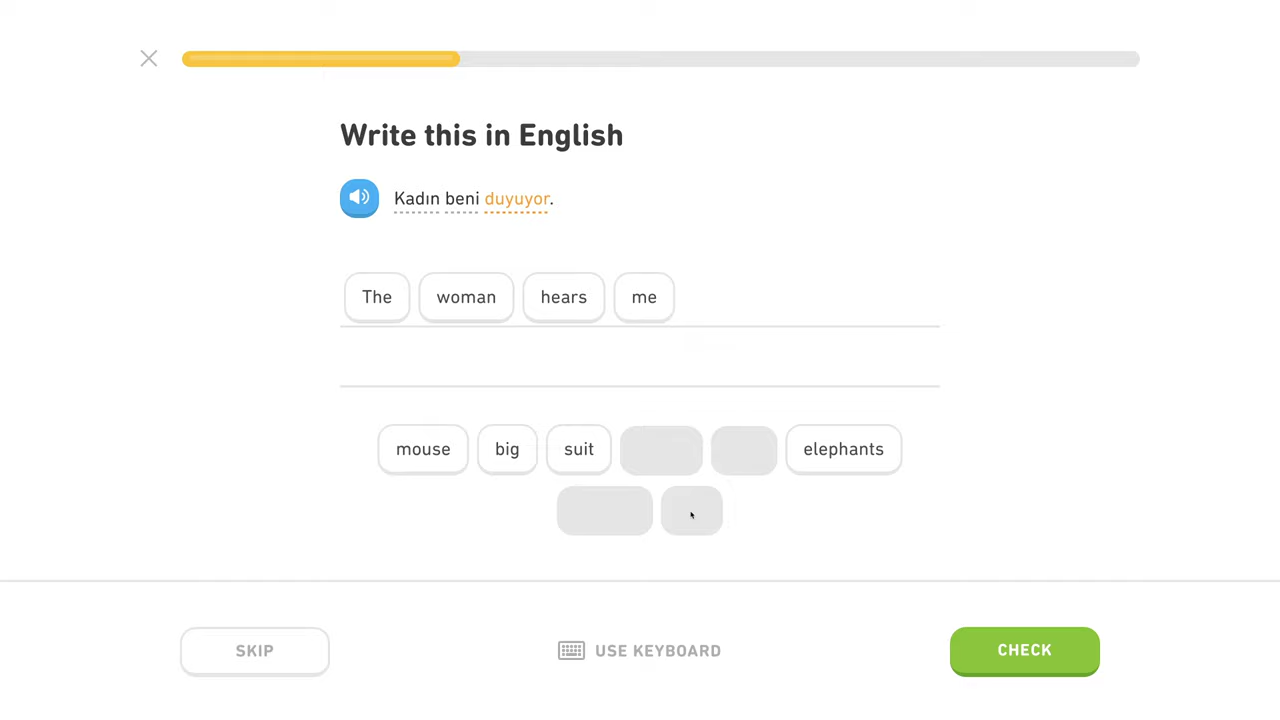 Write this in English
Kadın beni duyuyor.
The woman hears me
mouse big suit elephants
SKIP USE KEYBOARD CHECK